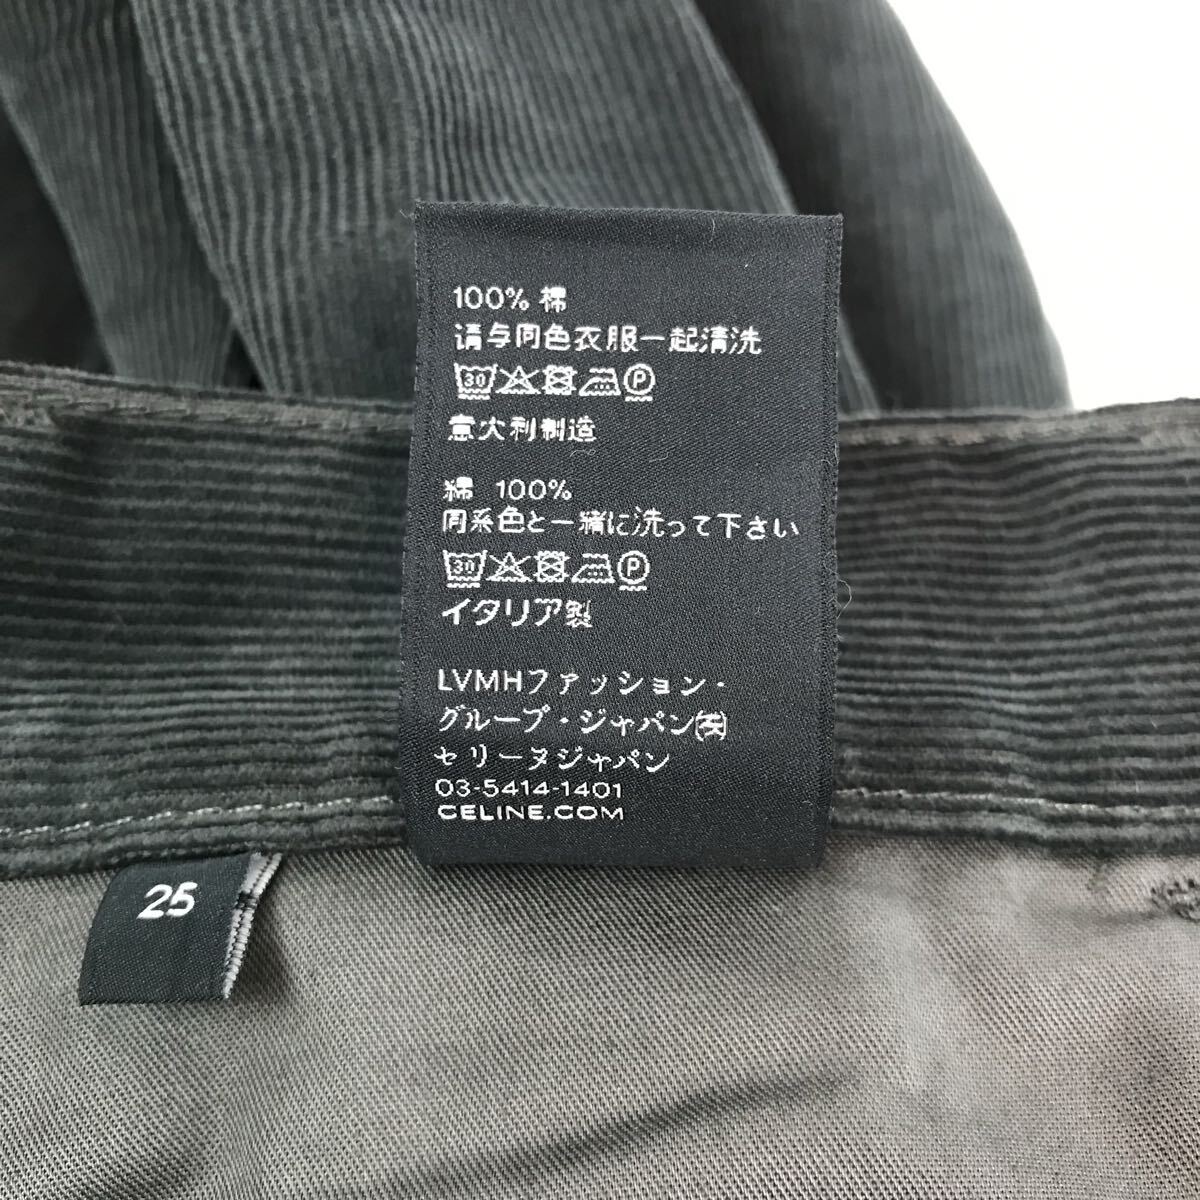 100% 棉
请与同色衣服一起清洗
30 P
意大利制造
綿 100%
同系色と一緒に洗って下さい
30 P
イタリア製
LVMHファッション・
グループ・ジャパン㈱
セリーヌジャパン
03-5414-1401
CELINE.COM
25